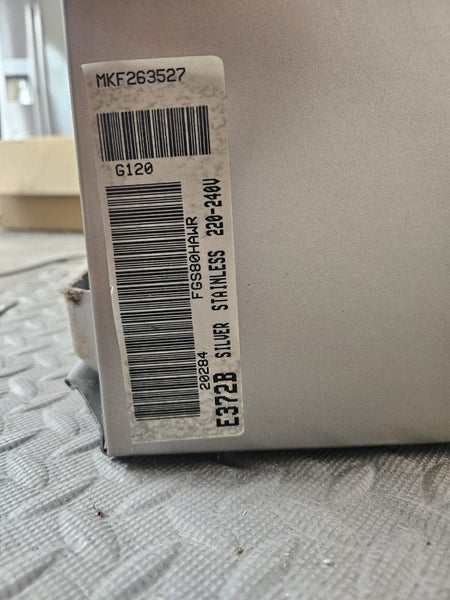 MKF263527
G120
FGS80HAWR
20284
E372B SILVER STAINLESS 220-240V